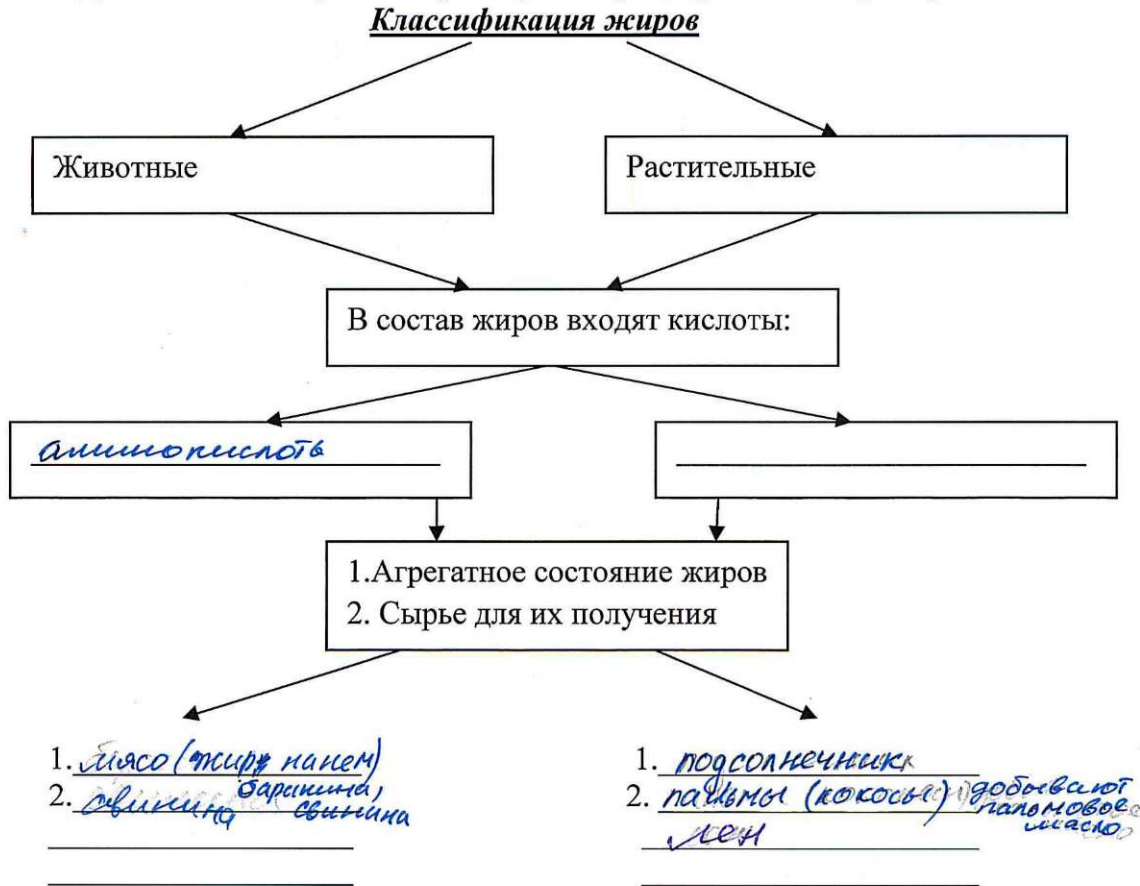 Классификация жиров
Животные
Растительные
В состав жиров входят кислоты:
аминокислоты
1.Агрегатное состояние жиров
2. Сырье для их получения
1. мясо (жир на нем)
2. свинина баранина, свинина
1. подсолнечник
2. пальмы (кокосы) добывают пальмовое масло
лен